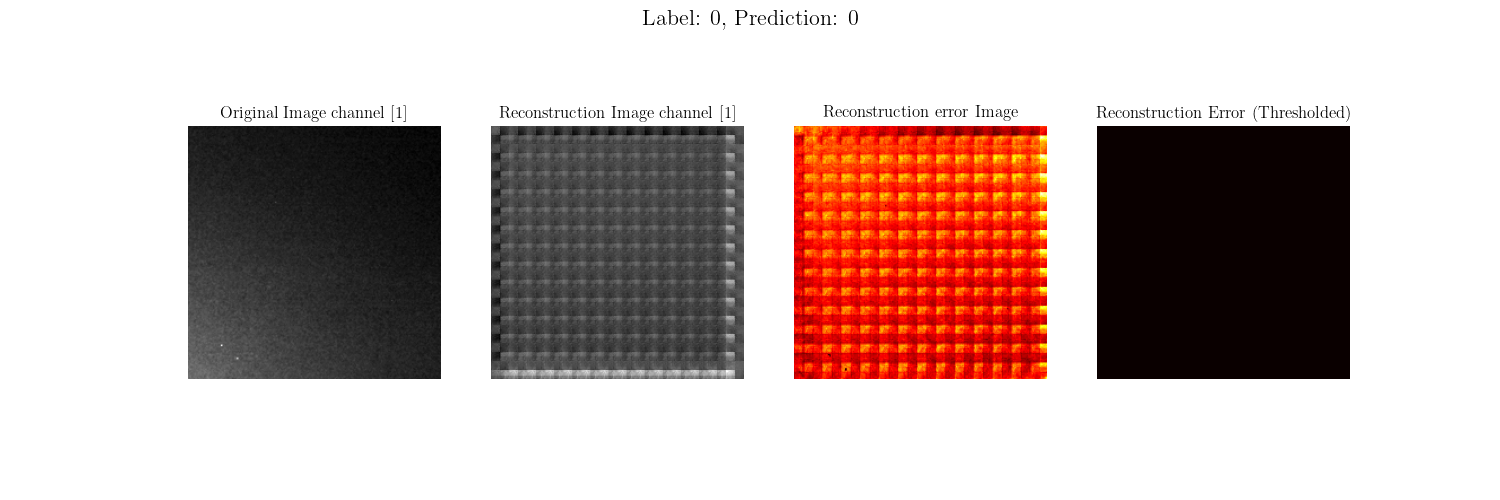 Label: 0, Prediction: 0
Original Image channel [1]
Reconstruction Image channel [1]
Reconstruction error Image
Reconstruction Error (Thresholded)